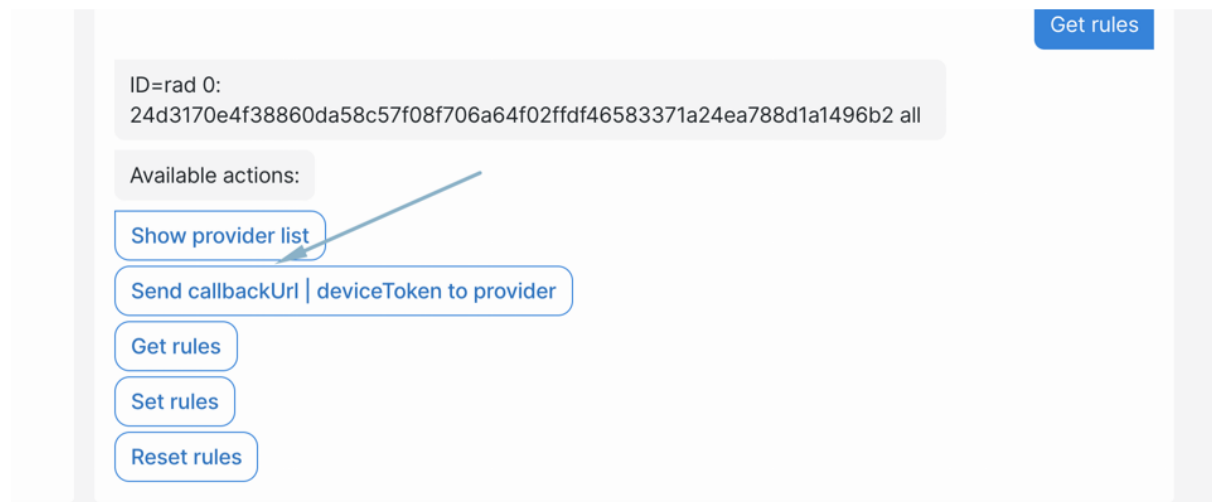 Get rules
ID=rad 0:
24d3170e4f38860da58c57f08f706a64f02ffdf46583371a24ea788d1a1496b2 all
Available actions:
Show provider list
Send callbackUrl | deviceToken to provider
Get rules
Set rules
Reset rules